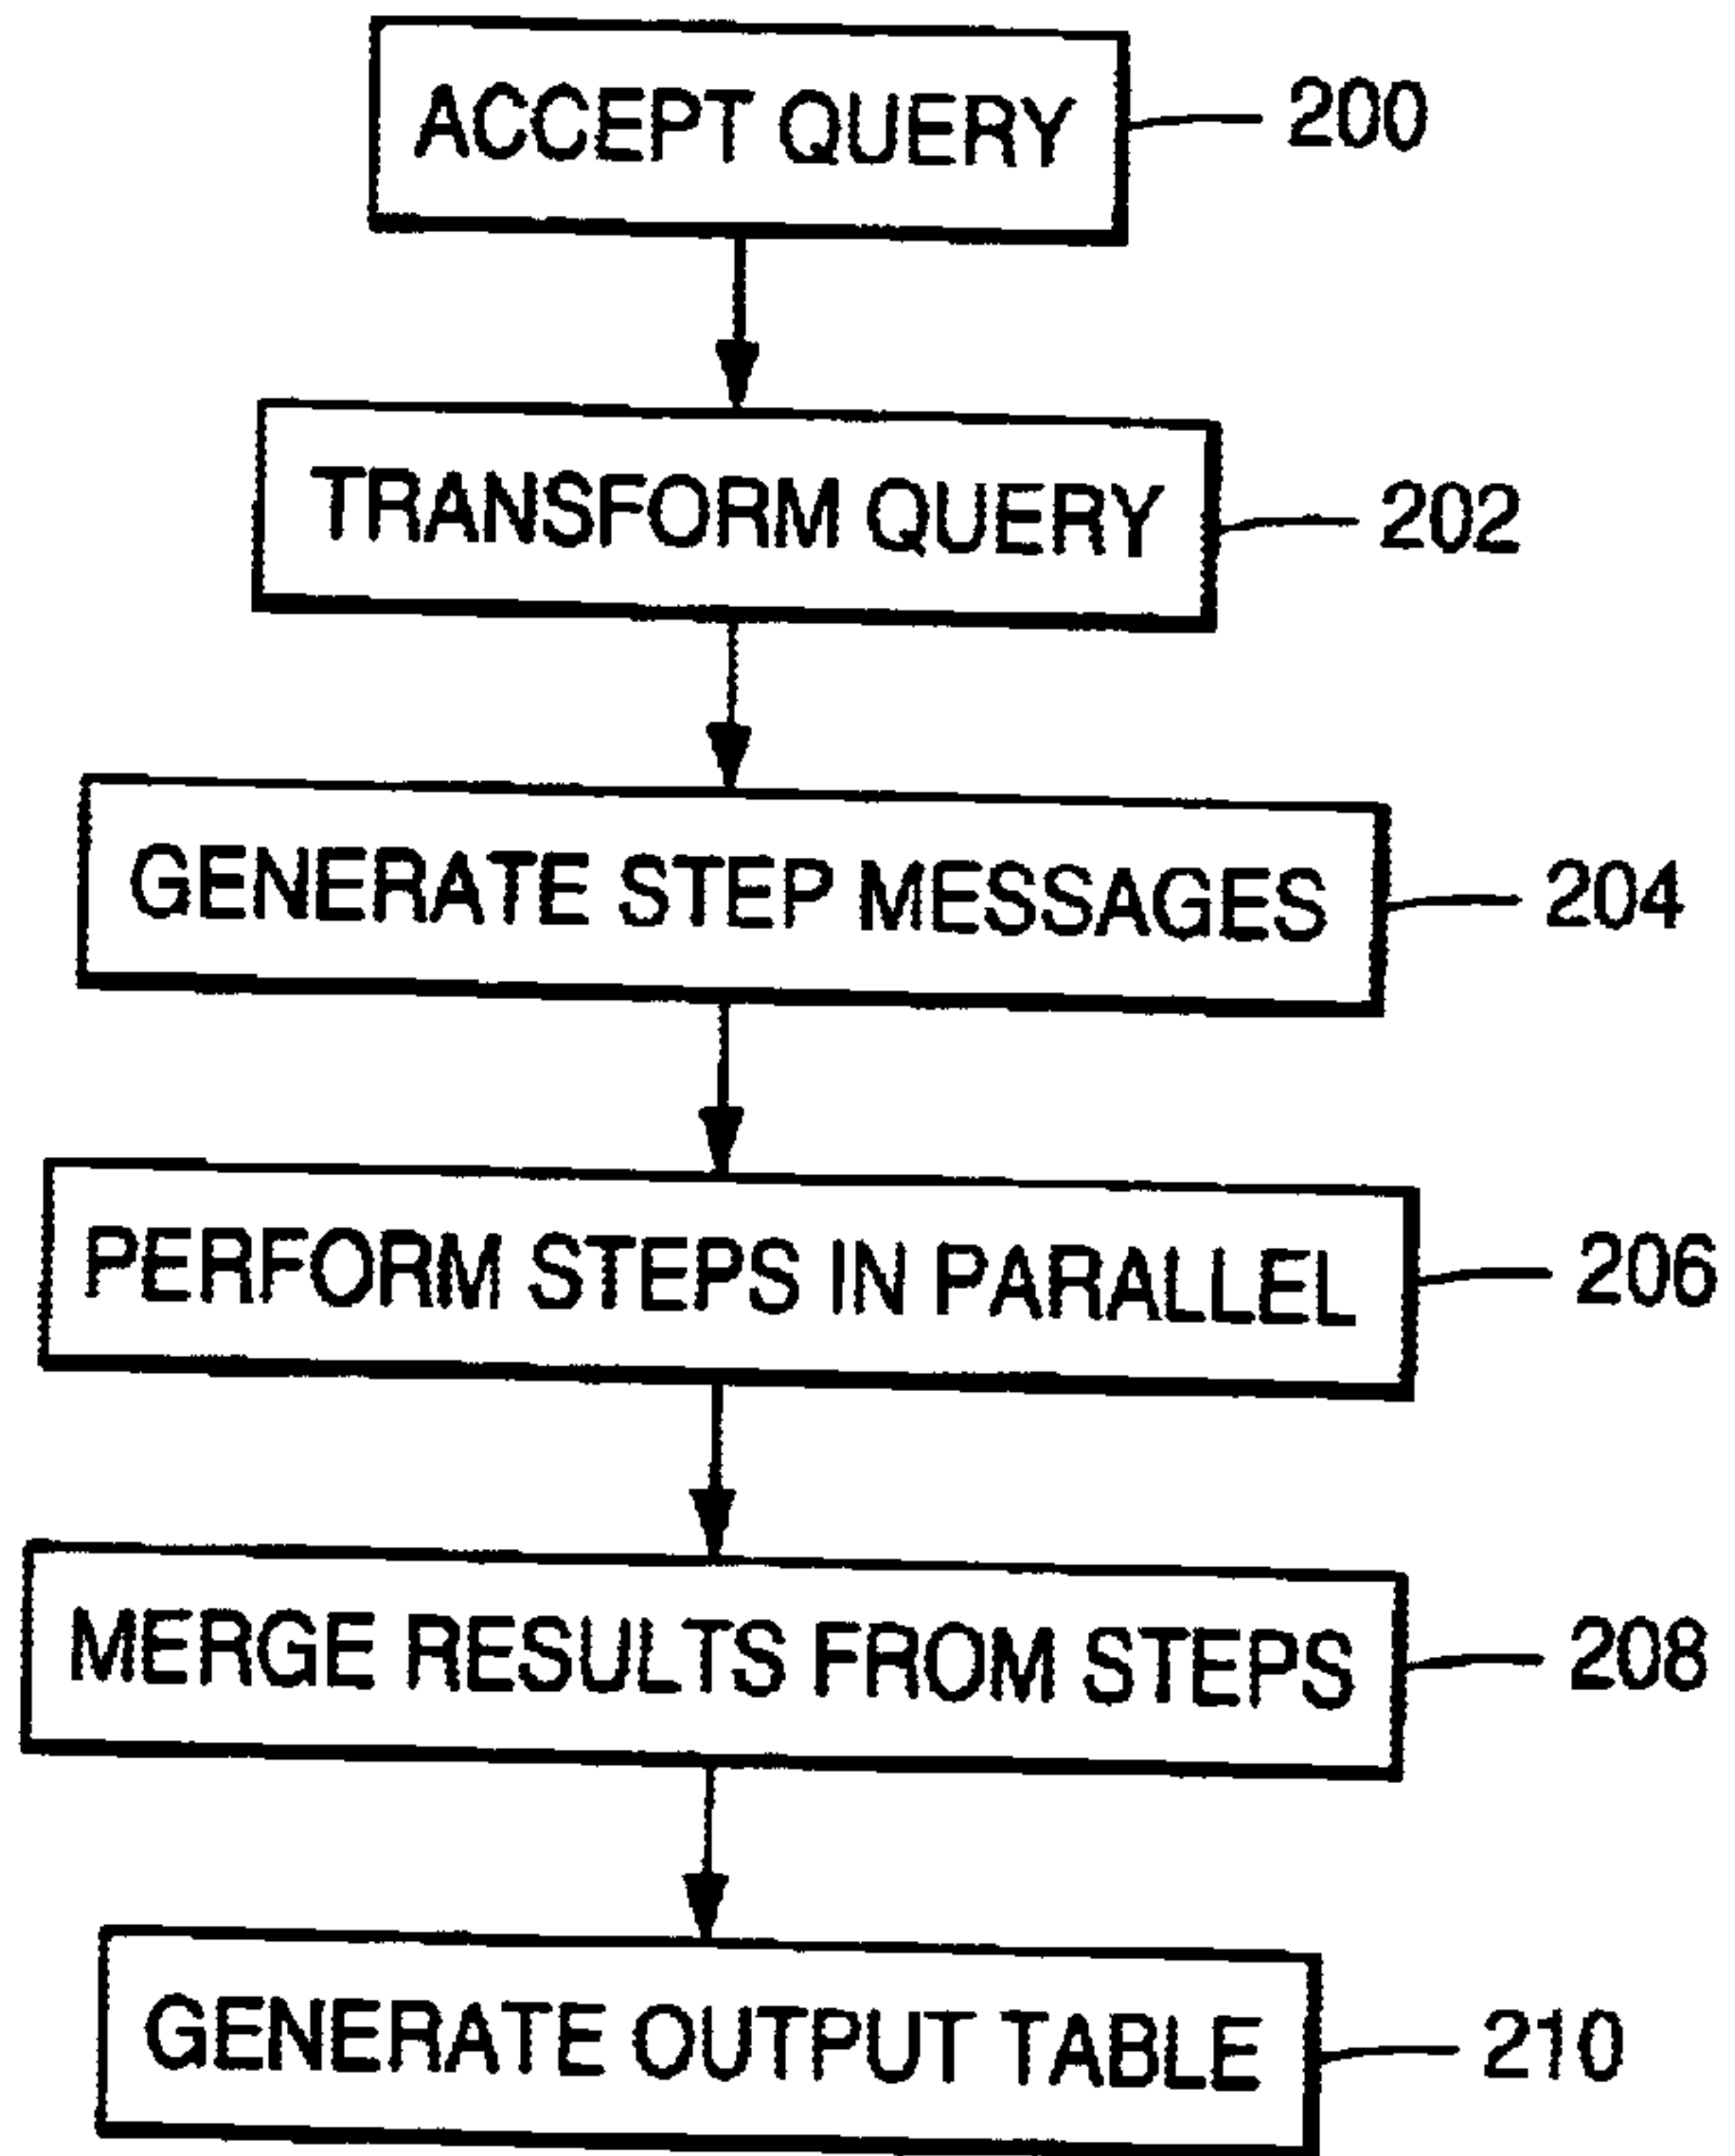 ACCEPT QUERY 200
TRANSFORM QUERY 202
GENERATE STEP MESSAGES 204
PERFORM STEPS IN PARALLEL 206
MERGE RESULTS FROM STEPS 208
GENERATE OUTPUT TABLE 210